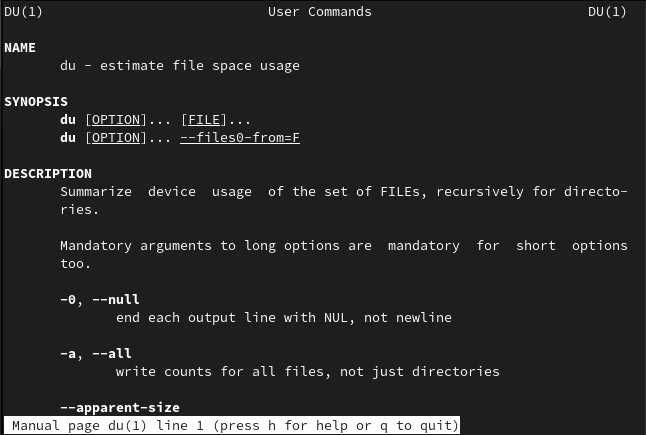 DU(1) User Commands DU(1)
NAME
du - estimate file space usage
SYNOPSIS
du [OPTION]... [FILE]...
du [OPTION]... --files0-from=F
DESCRIPTION
Summarize device usage of the set of FILEs, recursively for directo-
ries.
Mandatory arguments to long options are mandatory for short options
too.
-0, --null
end each output line with NUL, not newline
-a, --all
write counts for all files, not just directories
--apparent-size
Manual page du(1) line 1 (press h for help or q to quit)